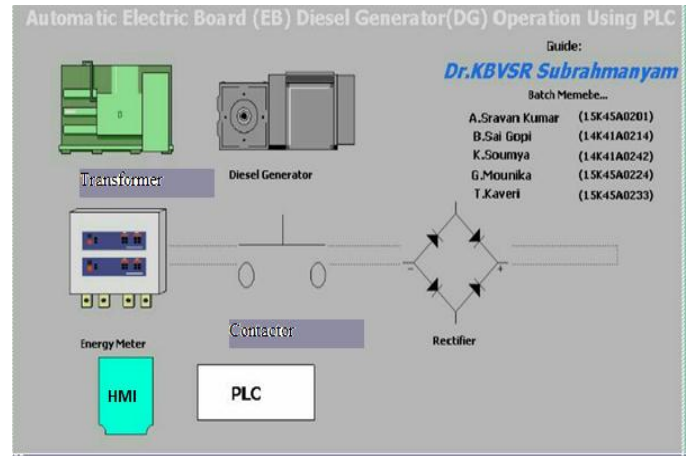 Automatic Electric Board (EB) Diesel Generator(DG) Operation Using PLC
Guide:
Dr.KBVSR Subrahmanyam
Batch Memebe...
A.Sravan Kumar (15K45A0201)
B.Sai Gopi (14K41A0214)
K.Soumya (14K41A0242)
G.Mounika (15K45A0224)
T.Kaveri (15K45A0233)
Transformer
Diesel Generator
Energy Meter
Contactor
Rectifier
HMI
PLC